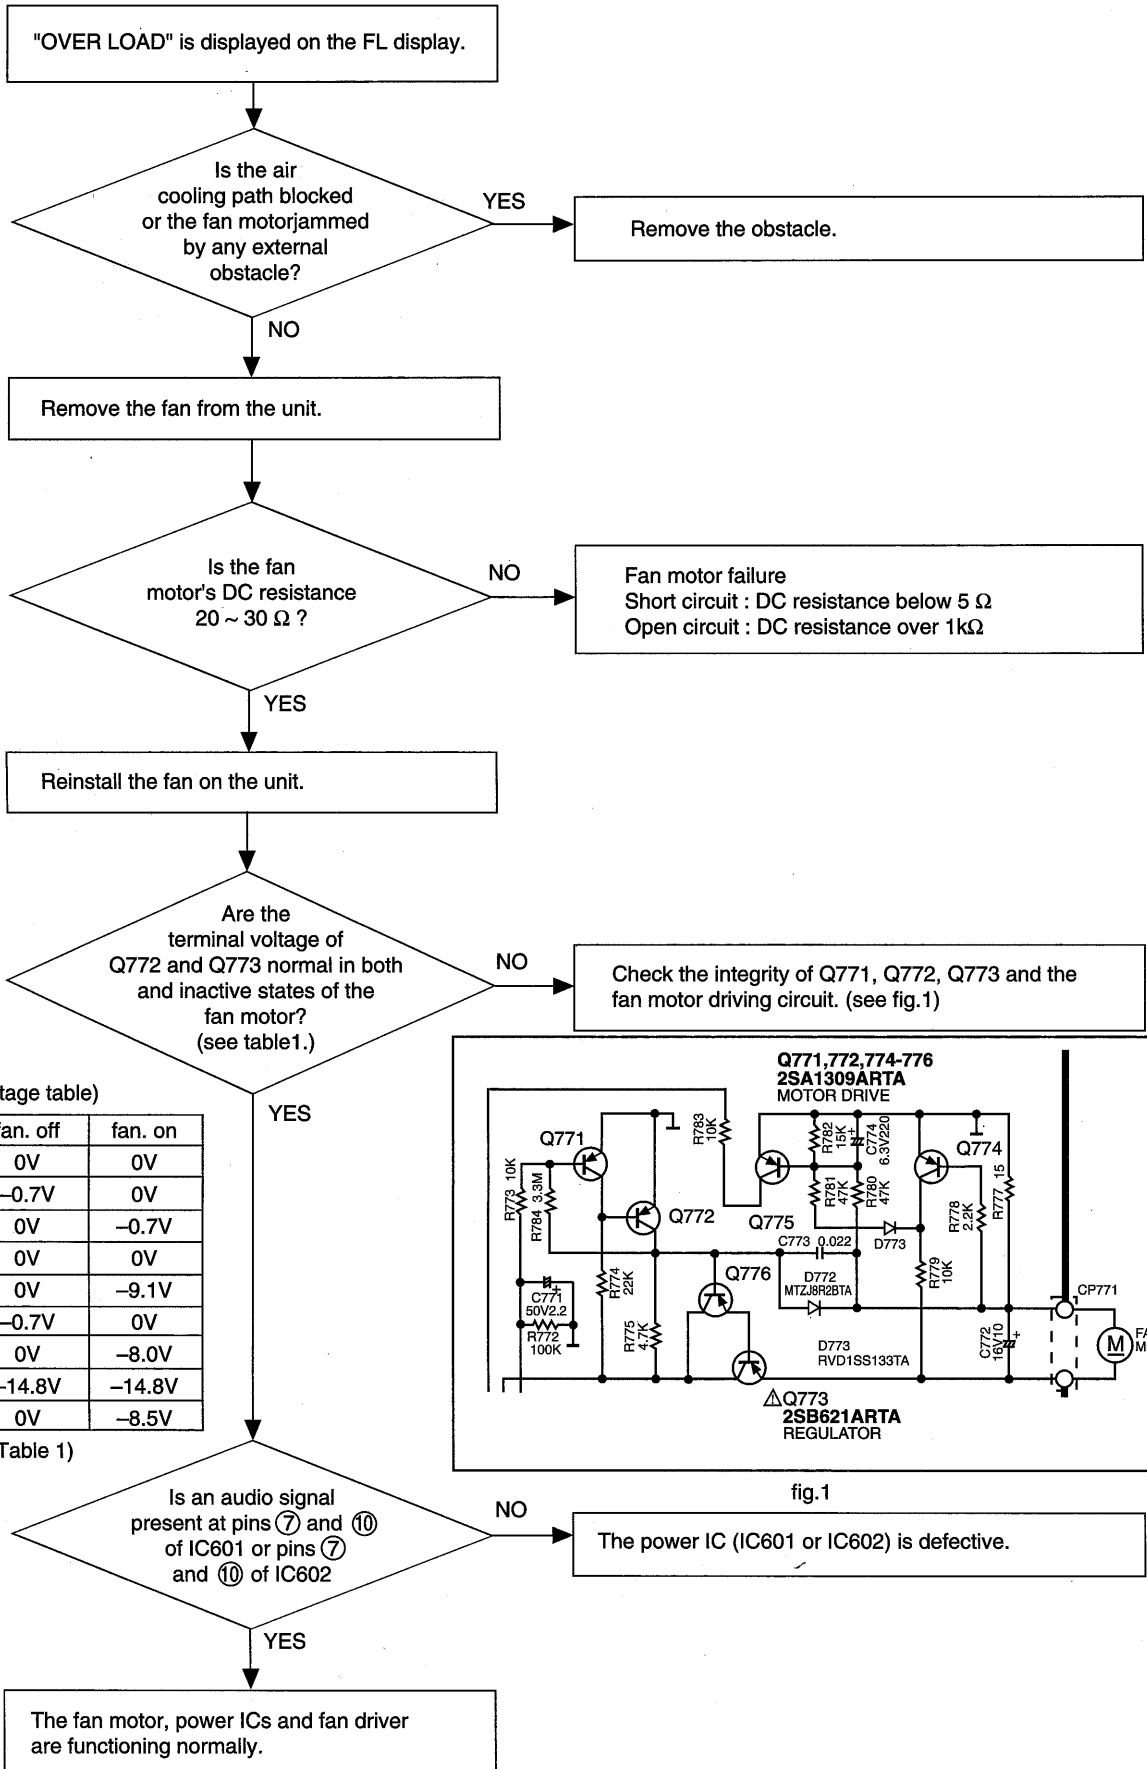 "OVER LOAD" is displayed on the FL display.
Is the air
cooling path blocked
or the fan motorjammed
by any external
obstacle?
YES
Remove the obstacle.
NO
Remove the fan from the unit.
Is the fan
motor's DC resistance
20 ~ 30 Ω ?
NO
Fan motor failure
Short circuit : DC resistance below 5 Ω
Open circuit : DC resistance over 1kΩ
YES
Reinstall the fan on the unit.
Are the
terminal voltage of
Q772 and Q773 normal in both
and inactive states of the
fan motor?
(see table1.)
NO
Check the integrity of Q771, Q772, Q773 and the
fan motor driving circuit. (see fig.1)
YES
tage table)
fan. off fan. on
0V 0V
–0.7V 0V
0V –0.7V
0V 0V
0V –9.1V
–0.7V 0V
0V –8.0V
–14.8V –14.8V
0V –8.5V
Table 1)
Q771,772,774-776
2SA1309ARTA
MOTOR DRIVE
Q771
R773 10K
R784 3.3M
Q772
R783
10K
Q775
R782
15K
C774
6.3V220
R781
47K
R780
47K
Q774
R778
2.2K
R777 15
C773 0.022
D773
R779
10K
C771
50V2.2
R772
100K
R774
22K
R775
4.7K
Q776
D772
MTZJ8R2BTA
D773
RVD1SS133TA
C772
16V10
CP771
M
FA
M
⚠Q773
2SB621ARTA
REGULATOR
fig.1
Is an audio signal
present at pins ⑦ and ⑩
of IC601 or pins ⑦
and ⑩ of IC602
NO
The power IC (IC601 or IC602) is defective.
YES
The fan motor, power ICs and fan driver
are functioning normally.